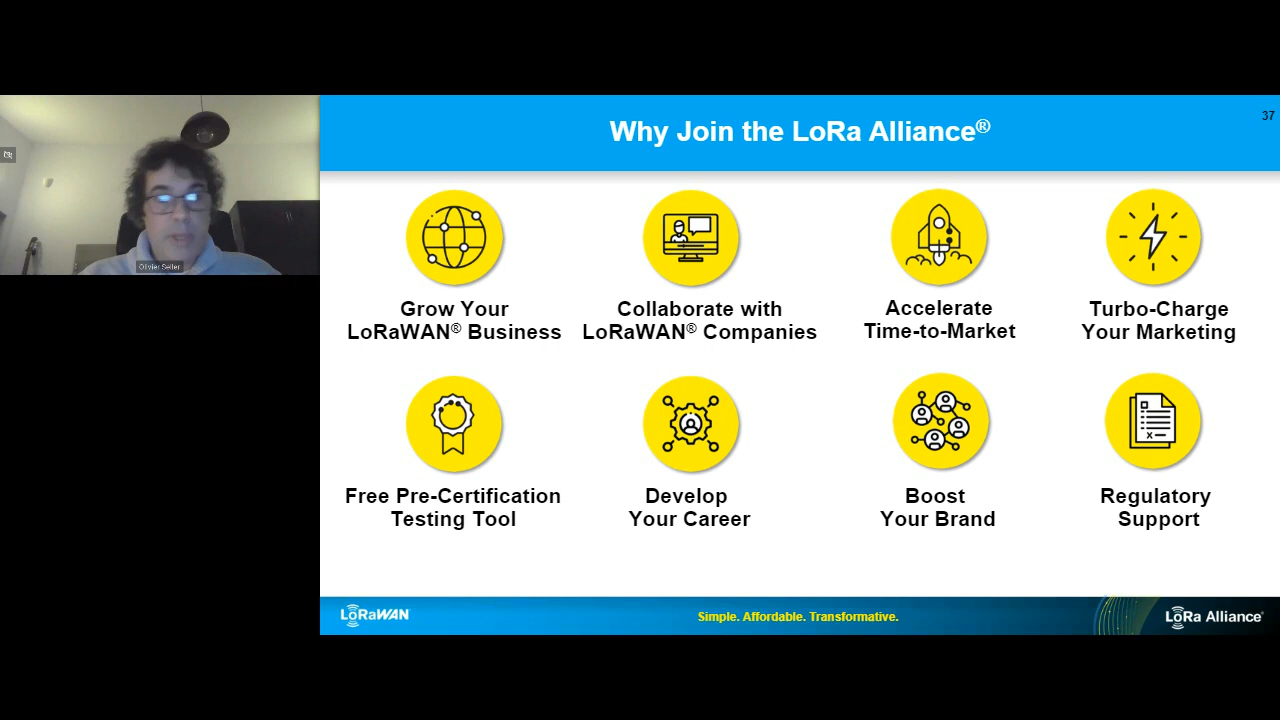 Why Join the LoRa Alliance®
37
Olivier Seller
Grow Your
LoRaWAN® Business
Collaborate with
LoRaWAN® Companies
Accelerate
Time-to-Market
Turbo-Charge
Your Marketing
Free Pre-Certification
Testing Tool
Develop
Your Career
Boost
Your Brand
Regulatory
Support
LoRaWAN
Simple. Affordable. Transformative.
LoRa Alliance®